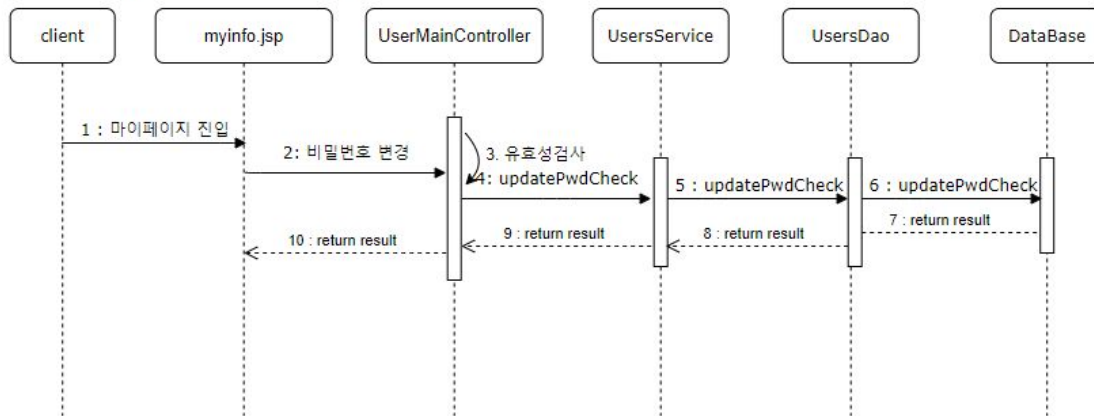 client
myinfo.jsp
UserMainController
UsersService
UsersDao
DataBase
1 : 마이페이지 진입
2: 비밀번호 변경
3. 유효성검사
4: updatePwdCheck
5 : updatePwdCheck
6 : updatePwdCheck
7 : return result
8 : return result
9 : return result
10 : return result